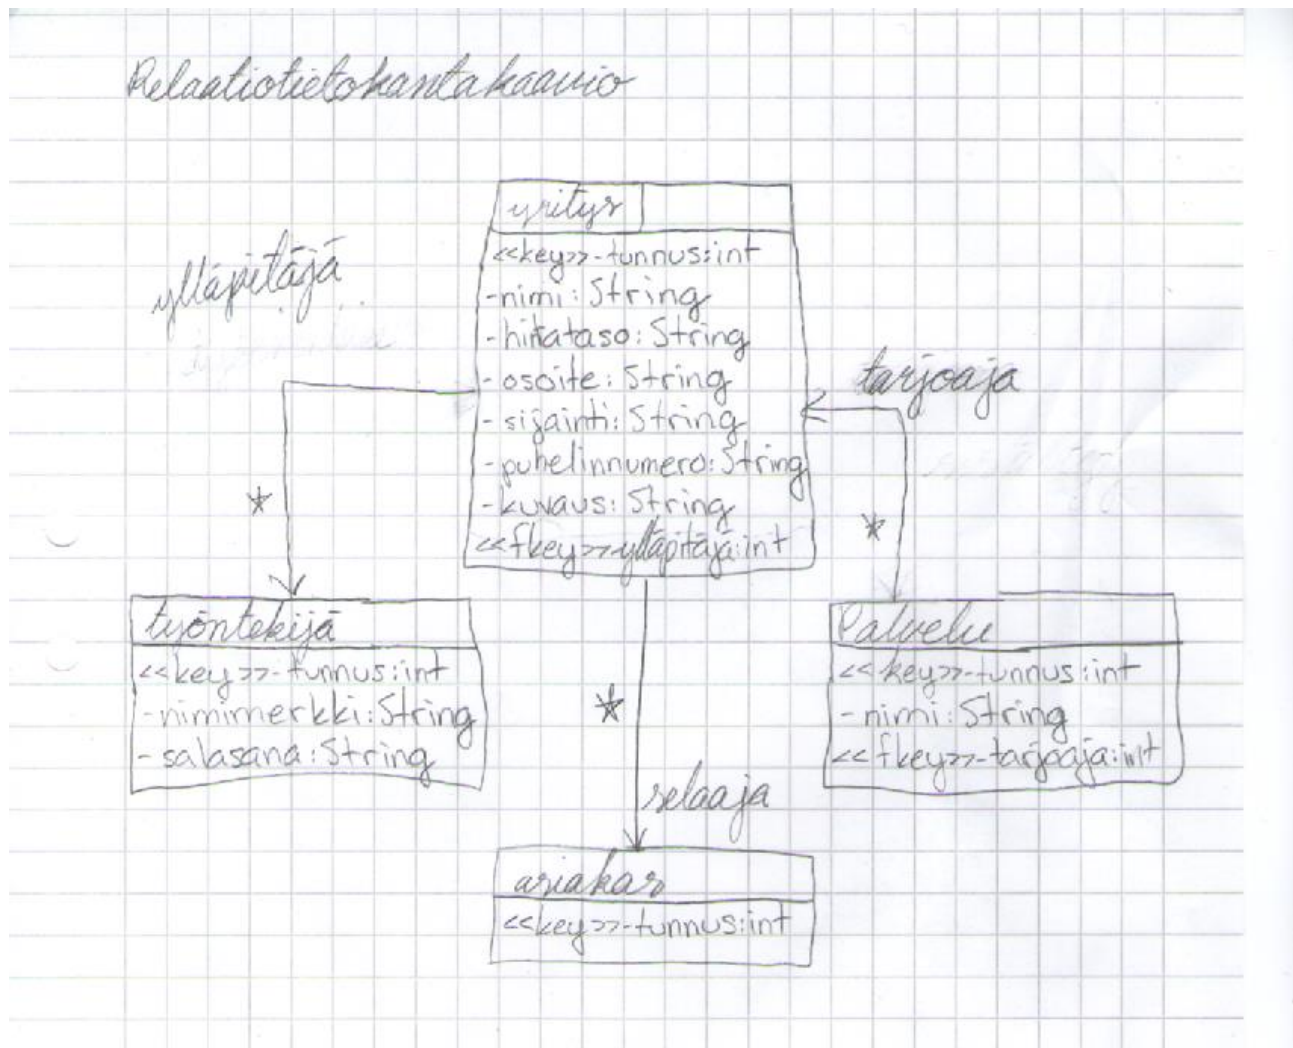 Relaatiotietokantakaavio
yritys
<<key>>-tunnus:int
-nimi:String
-hintataso:String
-osoite:String
-sijainti:String
-puhelinnumero:String
-kuvaus:String
<<fkey>>-ylläpitäjä:int
ylläpitäjä
*
tarjoaja
*
työntekijä
<<key>>-tunnus:int
-nimimerkki:String
-salasana:String
Palvelu
<<key>>-tunnus:int
-nimi:String
<<fkey>>-tarjoaja:int
*
selaaja
asiakas
<<key>>-tunnus:int